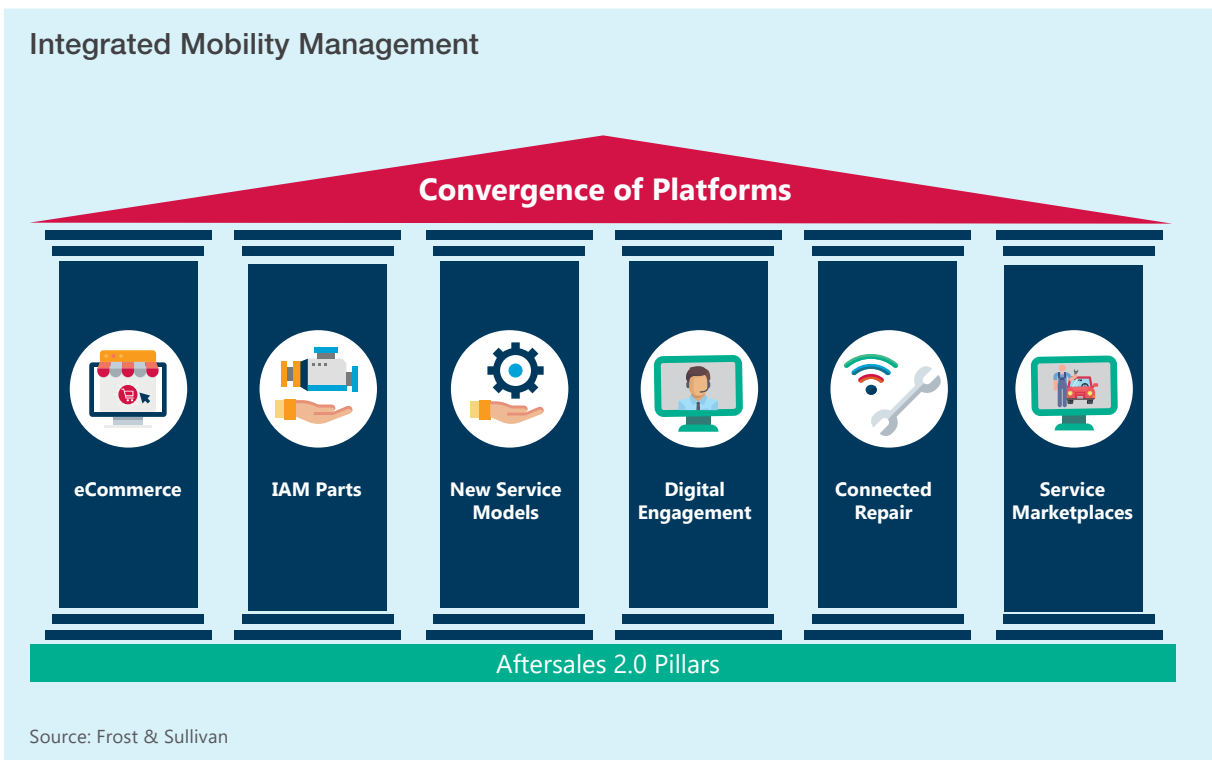 Integrated Mobility Management
Convergence of Platforms
eCommerce
IAM Parts
New Service
Models
Digital
Engagement
Connected
Repair
Service
Marketplaces
Aftersales 2.0 Pillars
Source: Frost & Sullivan